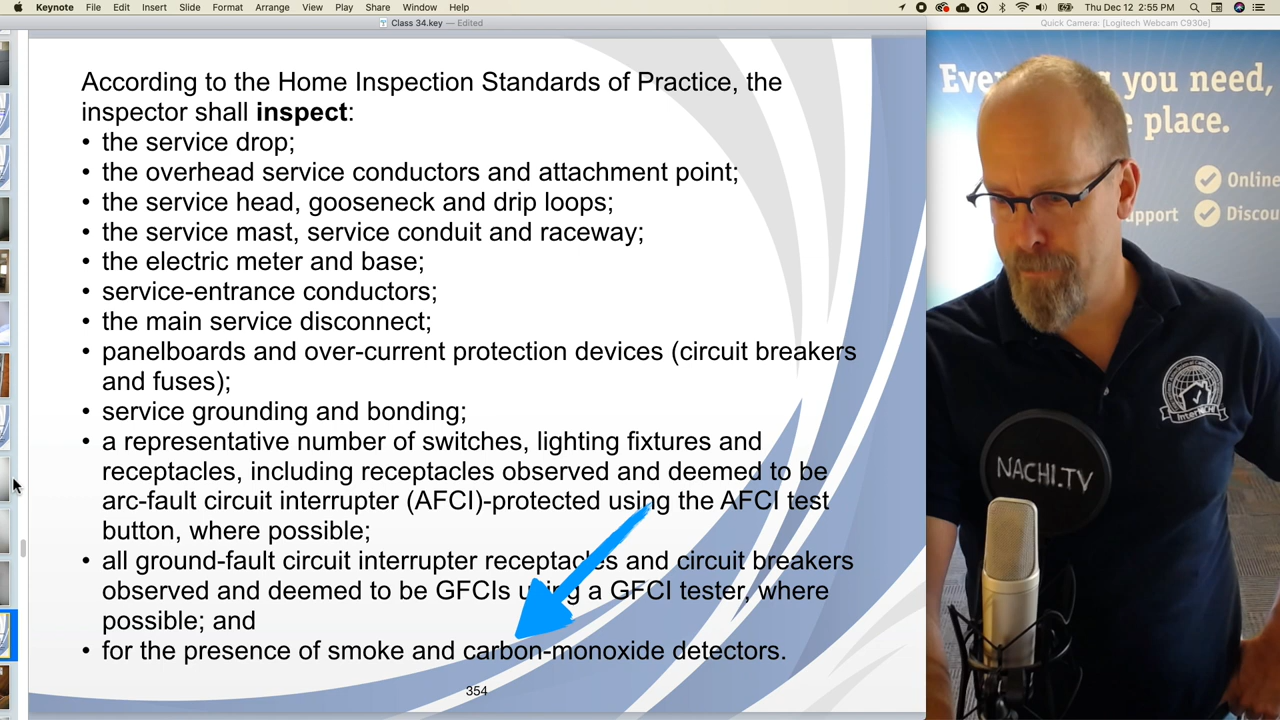 Keynote File Edit Insert Slide Format Arrange View Play Share Window Help Thu Dec 12 2:55 PM
Class 34.key — Edited
Quick Camera: [Logitech Webcam C930e]
According to the Home Inspection Standards of Practice, the
inspector shall inspect:
• the service drop;
• the overhead service conductors and attachment point;
• the service head, gooseneck and drip loops;
• the service mast, service conduit and raceway;
• the electric meter and base;
• service-entrance conductors;
• the main service disconnect;
• panelboards and over-current protection devices (circuit breakers
and fuses);
• service grounding and bonding;
• a representative number of switches, lighting fixtures and
receptacles, including receptacles observed and deemed to be
arc-fault circuit interrupter (AFCI)-protected using the AFCI test
button, where possible;
• all ground-fault circuit interrupter receptacles and circuit breakers
observed and deemed to be GFCIs using a GFCI tester, where
possible; and
• for the presence of smoke and carbon-monoxide detectors.
354
you need,
place.
Online
Discou
NACHI.TV
InterNACHI